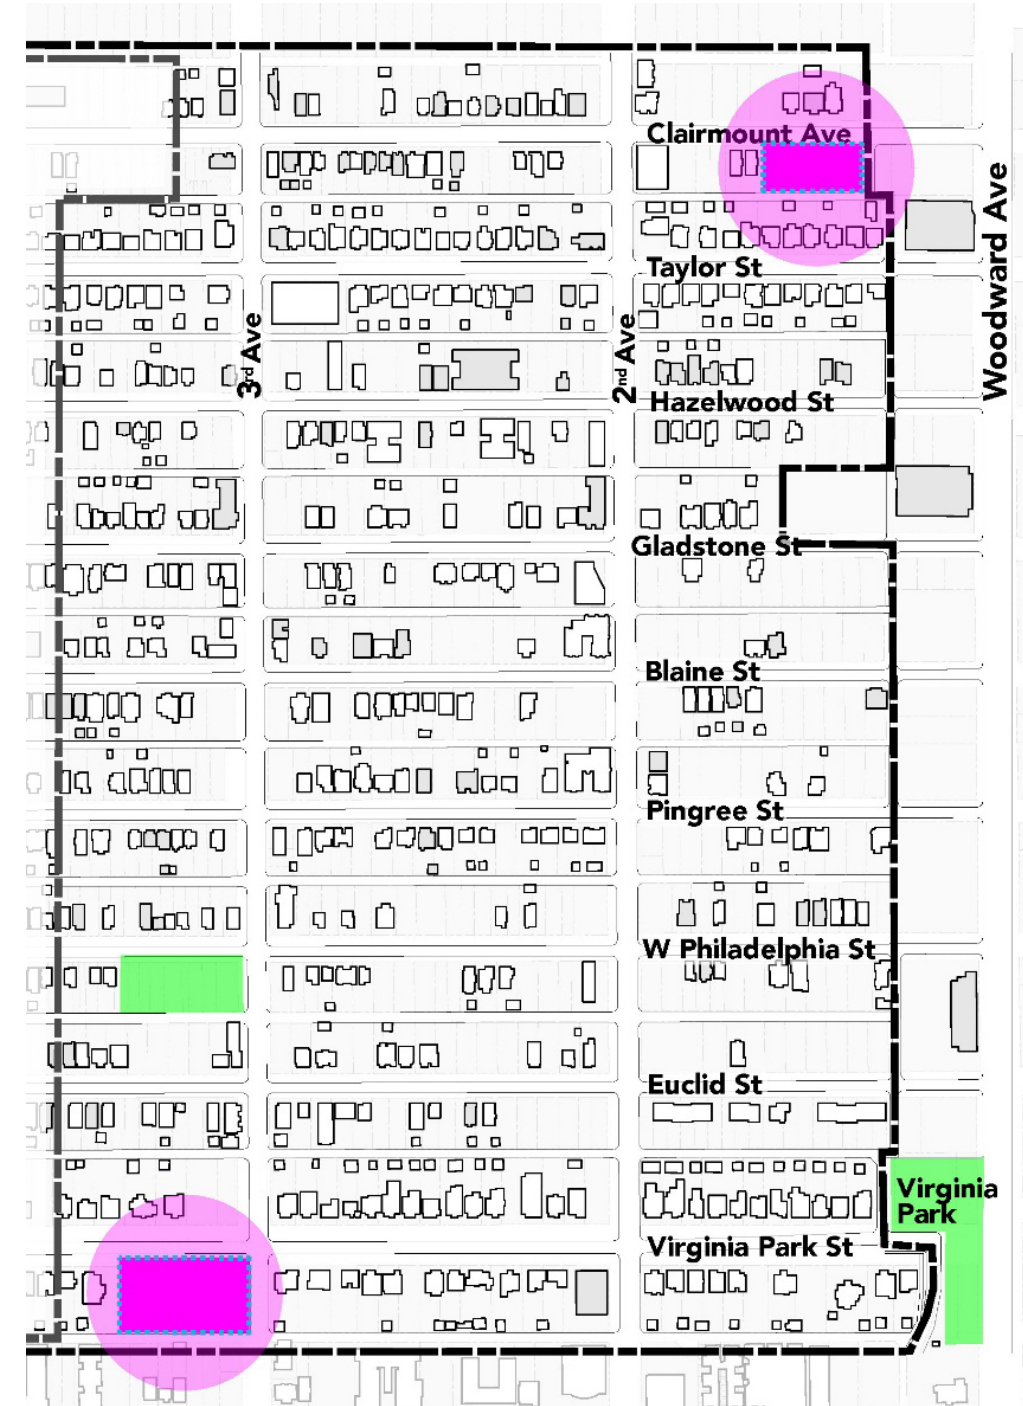 Clairmount Ave
Woodward Ave
Taylor St
3rd Ave
2nd Ave
Hazelwood St
Gladstone St
Blaine St
Pingree St
W Philadelphia St
Euclid St
Virginia
Park
Virginia Park St